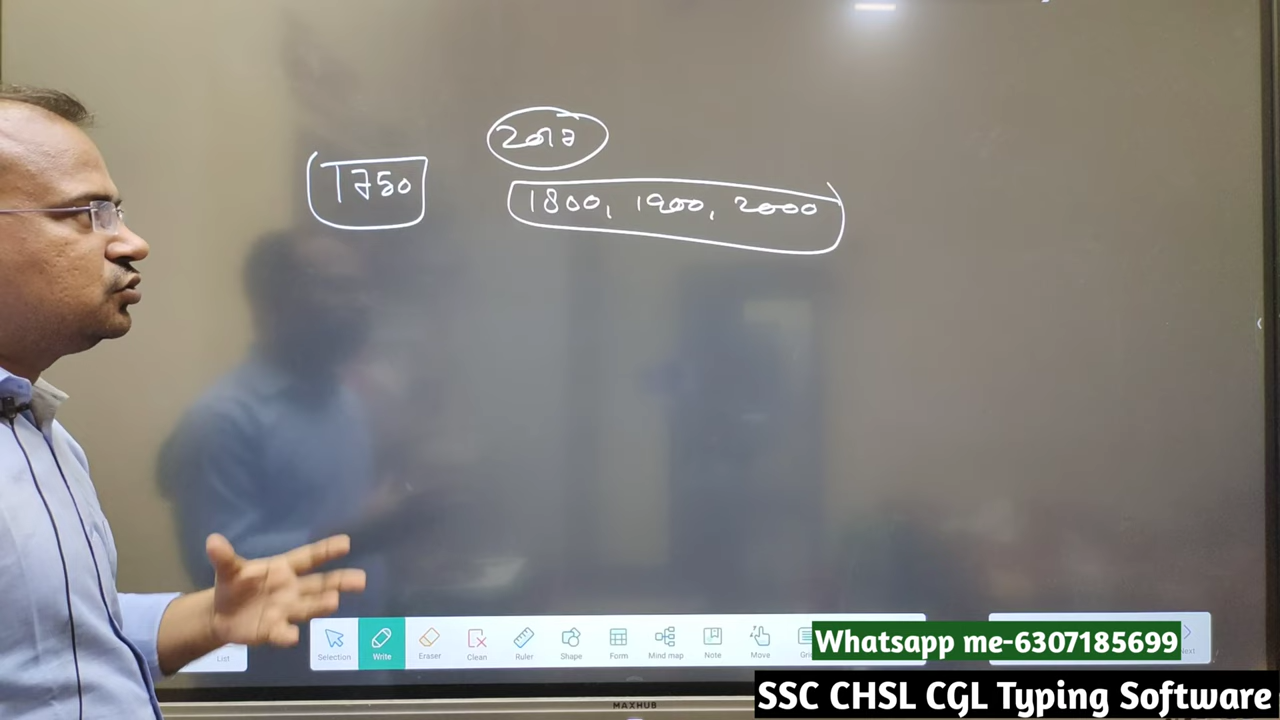 2017
1750
1800, 1900, 2000
List
Selection
Write
Eraser
Clean
Ruler
Shape
Form
Mind map
Note
Move
Whatsapp me-6307185699
MAXHUB
SSC CHSL CGL Typing Software